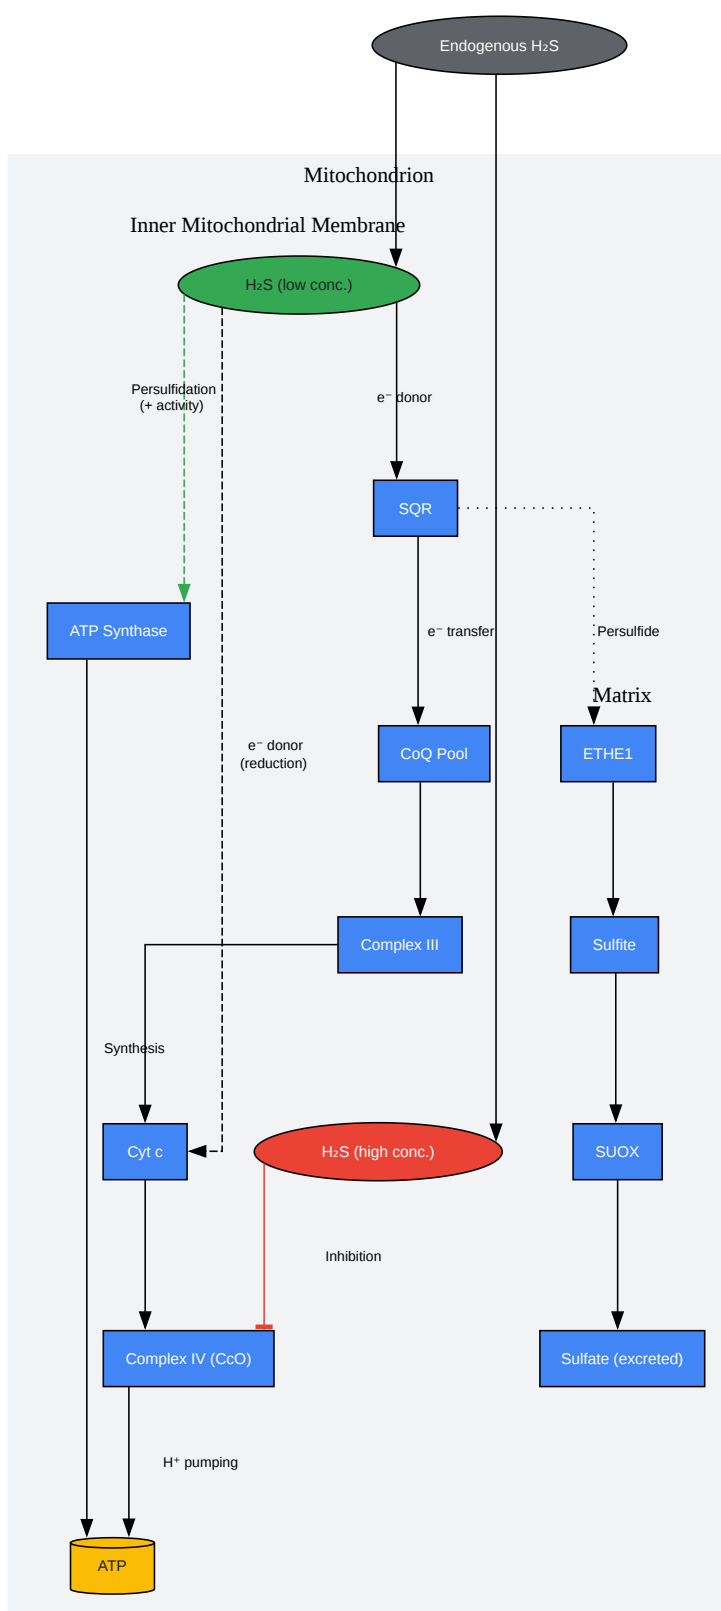 Endogenous H₂S
Mitochondrion
Inner Mitochondrial Membrane
H₂S (low conc.)
Persulfidation
(+ activity)
e⁻ donor
SQR
ATP Synthase
e⁻ transfer
Persulfide
Matrix
e⁻ donor
(reduction)
CoQ Pool
ETHE1
Complex III
Sulfite
Synthesis
Cyt c
H₂S (high conc.)
SUOX
Inhibition
Complex IV (CcO)
Sulfate (excreted)
H⁺ pumping
ATP